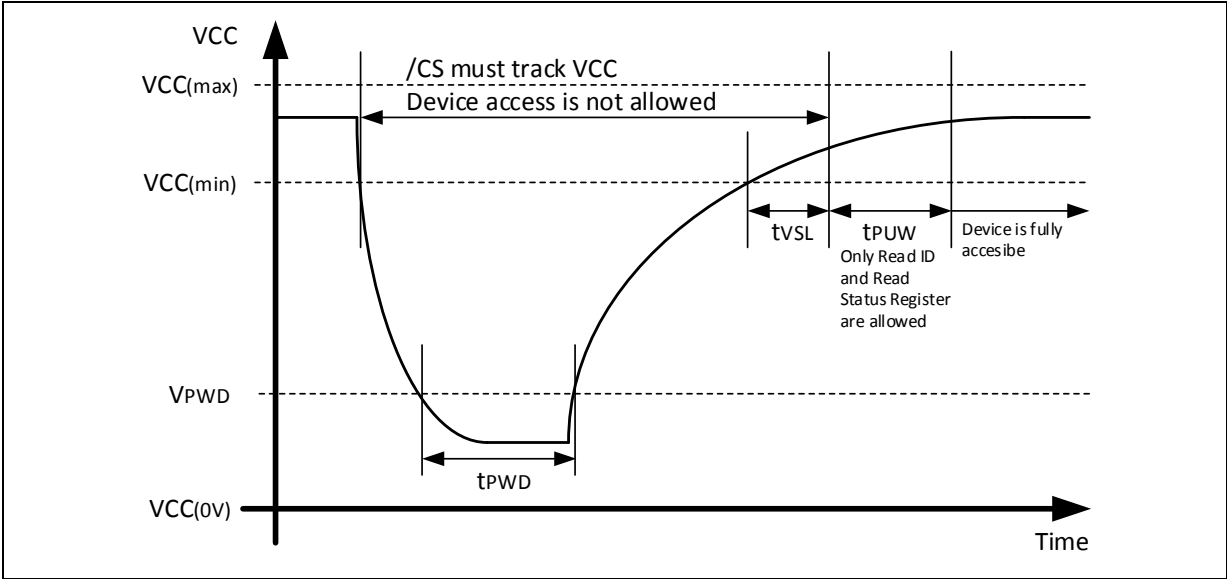 VCC
/CS must track VCC
VCC(max)
Device access is not allowed
VCC(min)
tVSL
tPUW
Device is fully
accesibe
Only Read ID
and Read
Status Register
are allowed
VPWD
tPWD
VCC(0V)
Time